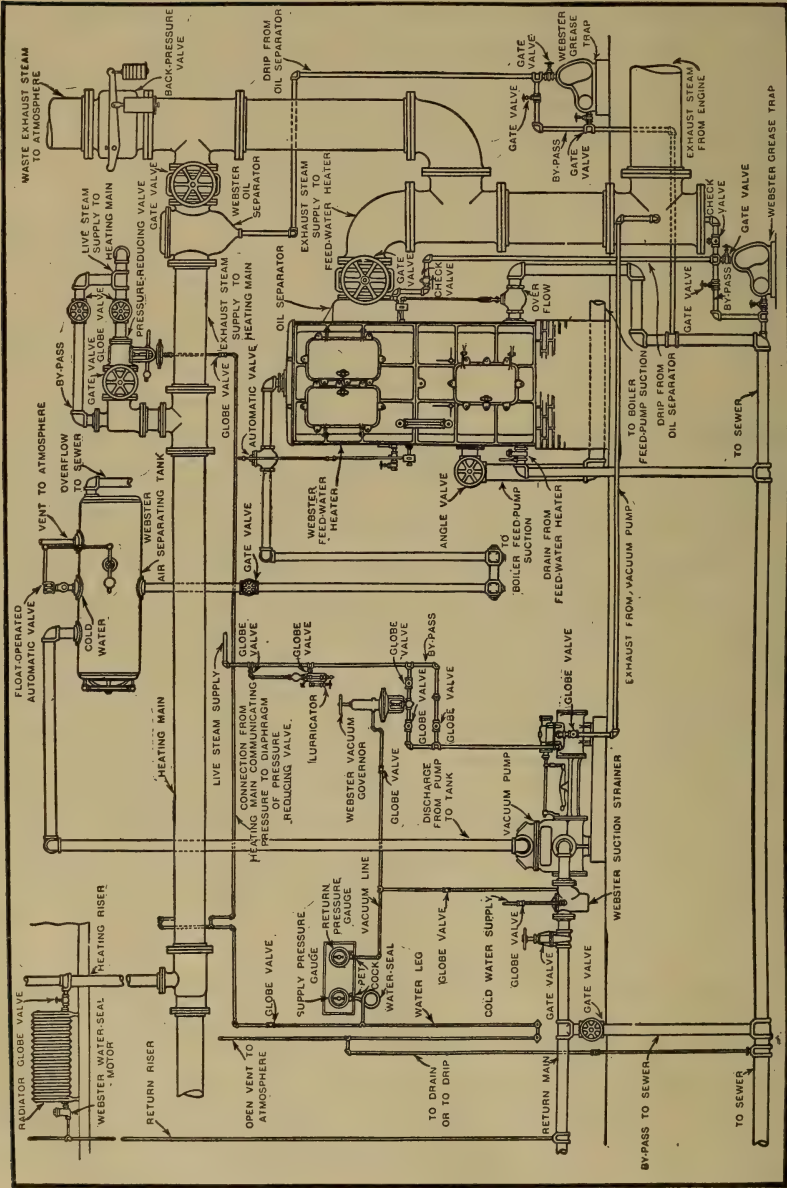 WASTE EXHAUST STEAM
TO ATMOSPHERE
BACK-PRESSURE
VALVE
DRIP FROM
OIL SEPARATOR
GATE
VALVE
WEBSTER
GREASE
TRAP
GATE VALVE
BY-PASS
GATE
VALVE
EXHAUST STEAM
FROM ENGINE
LIVE STEAM
SUPPLY TO
HEATING MAIN
PRESSURE-REDUCING VALVE
GATE VALVE
WEBSTER
OIL
SEPARATOR
EXHAUST STEAM
SUPPLY TO
FEED-WATER HEATER
CHECK
VALVE
GATE VALVE
WEBSTER GREASE TRAP
BY-PASS
GATE VALVE
GLOBE VALVE
EXHAUST STEAM
SUPPLY TO
HEATING MAIN
OIL SEPARATOR
GATE
VALVE
CHECK
VALVE
OVER
FLOW
GATE VALVE
BY-PASS
VENT TO ATMOSPHERE
OVERFLOW
TO SEWER
GLOBE VALVE
AUTOMATIC VALVE
TO BOILER
FEED-PUMP SUCTION
DRIP FROM
OIL SEPARATOR
TO SEWER
FLOAT-OPERATED
AUTOMATIC VALVE
COLD
WATER
WEBSTER
AIR SEPARATING TANK
GATE VALVE
WEBSTER
FEED-WATER
HEATER
ANGLE VALVE
TO
BOILER FEED-PUMP
SUCTION
DRAIN FROM
FEED-WATER HEATER
EXHAUST FROM VACUUM PUMP
HEATING MAIN
LIVE STEAM SUPPLY
CONNECTION FROM
HEATING MAIN COMMUNICATING
PRESSURE TO DIAPHRAGM
OF PRESSURE
REDUCING VALVE
GLOBE
VALVE
GLOBE
VALVE
LUBRICATOR
WEBSTER VACUUM
GOVERNOR
GLOBE VALVE
GLOBE
VALVE
BY-PASS
GLOBE VALVE
GLOBE
VALVE
DISCHARGE
FROM PUMP
TO TANK
VACUUM PUMP
GLOBE VALVE
WEBSTER SUCTION STRAINER
RADIATOR GLOBE VALVE
HEATING RISER
WEBSTER WATER-SEAL
MOTOR
RETURN RISER
GLOBE VALVE
SUPPLY PRESSURE
GAUGE
RETURN
PRESSURE
GAUGE
VACUUM LINE
PET
COCK
WATER-SEAL
WATER LEG
GLOBE VALVE
COLD WATER SUPPLY
GLOBE VALVE
GATE VALVE
GATE VALVE
OPEN VENT TO
ATMOSPHERE
TO DRAIN
OR TO DRIP
RETURN MAIN
BY-PASS TO SEWER
TO SEWER